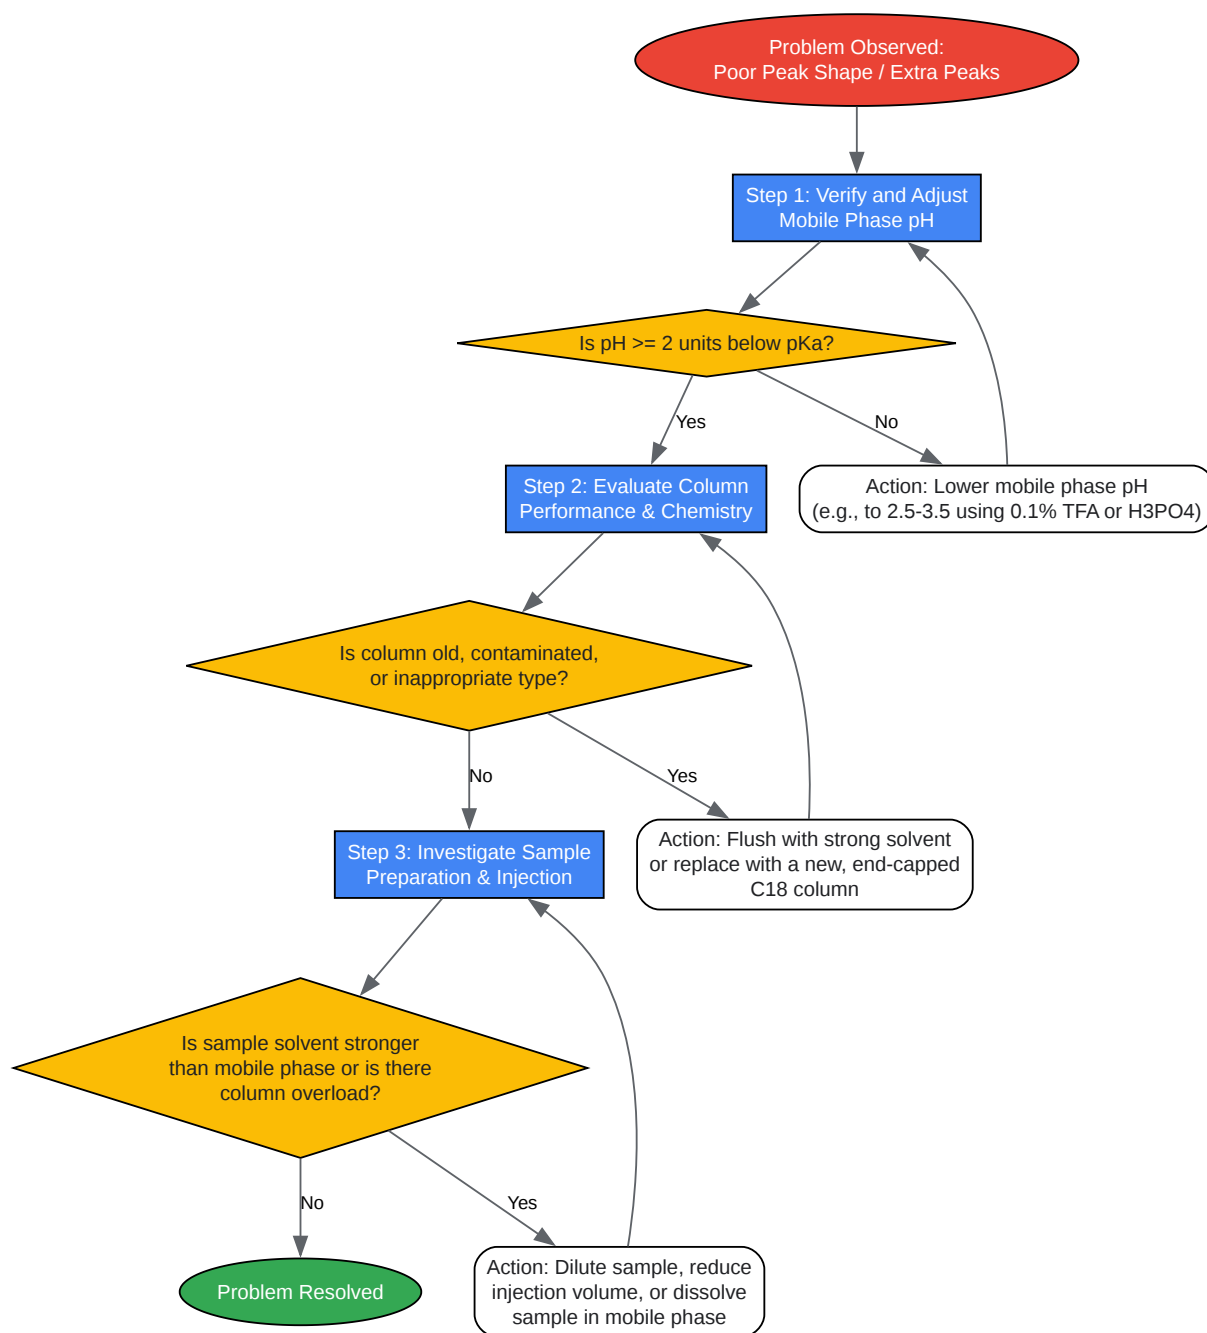 Problem Observed:
Poor Peak Shape / Extra Peaks
Step 1: Verify and Adjust
Mobile Phase pH
Is pH >= 2 units below pKa?
Yes
No
Step 2: Evaluate Column
Performance & Chemistry
Action: Lower mobile phase pH
(e.g., to 2.5-3.5 using 0.1% TFA or H3PO4)
Is column old, contaminated,
or inappropriate type?
No
Yes
Step 3: Investigate Sample
Preparation & Injection
Action: Flush with strong solvent
or replace with a new, end-capped
C18 column
Is sample solvent stronger
than mobile phase or is there
column overload?
No
Yes
Problem Resolved
Action: Dilute sample, reduce
injection volume, or dissolve
sample in mobile phase